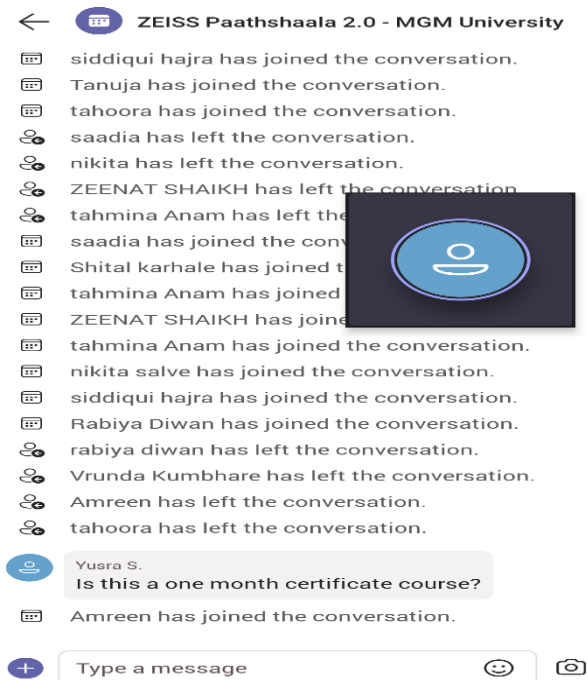 ZEISS Paathshaala 2.0 - MGM University
siddiqui hajra has joined the conversation.
Tanuja has joined the conversation.
tahoora has joined the conversation.
saadia has left the conversation.
nikita has left the conversation.
ZEENAT SHAIKH has left the conversation
tahmina Anam has left the
saadia has joined the
Shital karhale has joined
tahmina Anam has joined
ZEENAT SHAIKH has
tahmina Anam has joined the conversation.
nikita salve has joined the conversation.
siddiqui hajra has joined the conversation.
Rabiya Diwan has joined the conversation.
rabiya diwan has left the conversation.
Vrunda Kumbhare has left the conversation.
Amreen has left the conversation.
tahoora has left the conversation.
Yusra S.
Is this a one month certificate course?
Amreen has joined the conversation.
Type a message